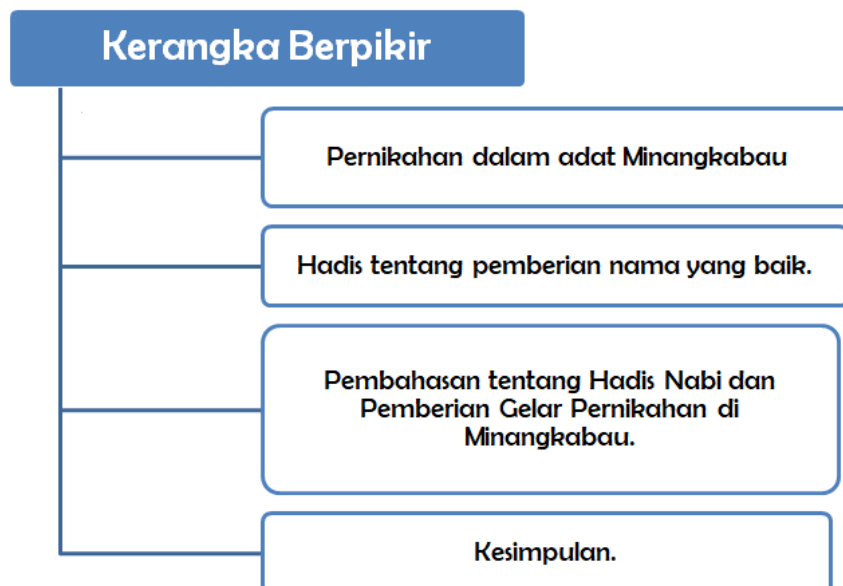 Kerangka Berpikir
Pernikahan dalam adat Minangkabau
Hadis tentang pemberian nama yang baik.
Pembahasan tentang Hadis Nabi dan
Pemberian Gelar Pernikahan di
Minangkabau.
Kesimpulan.